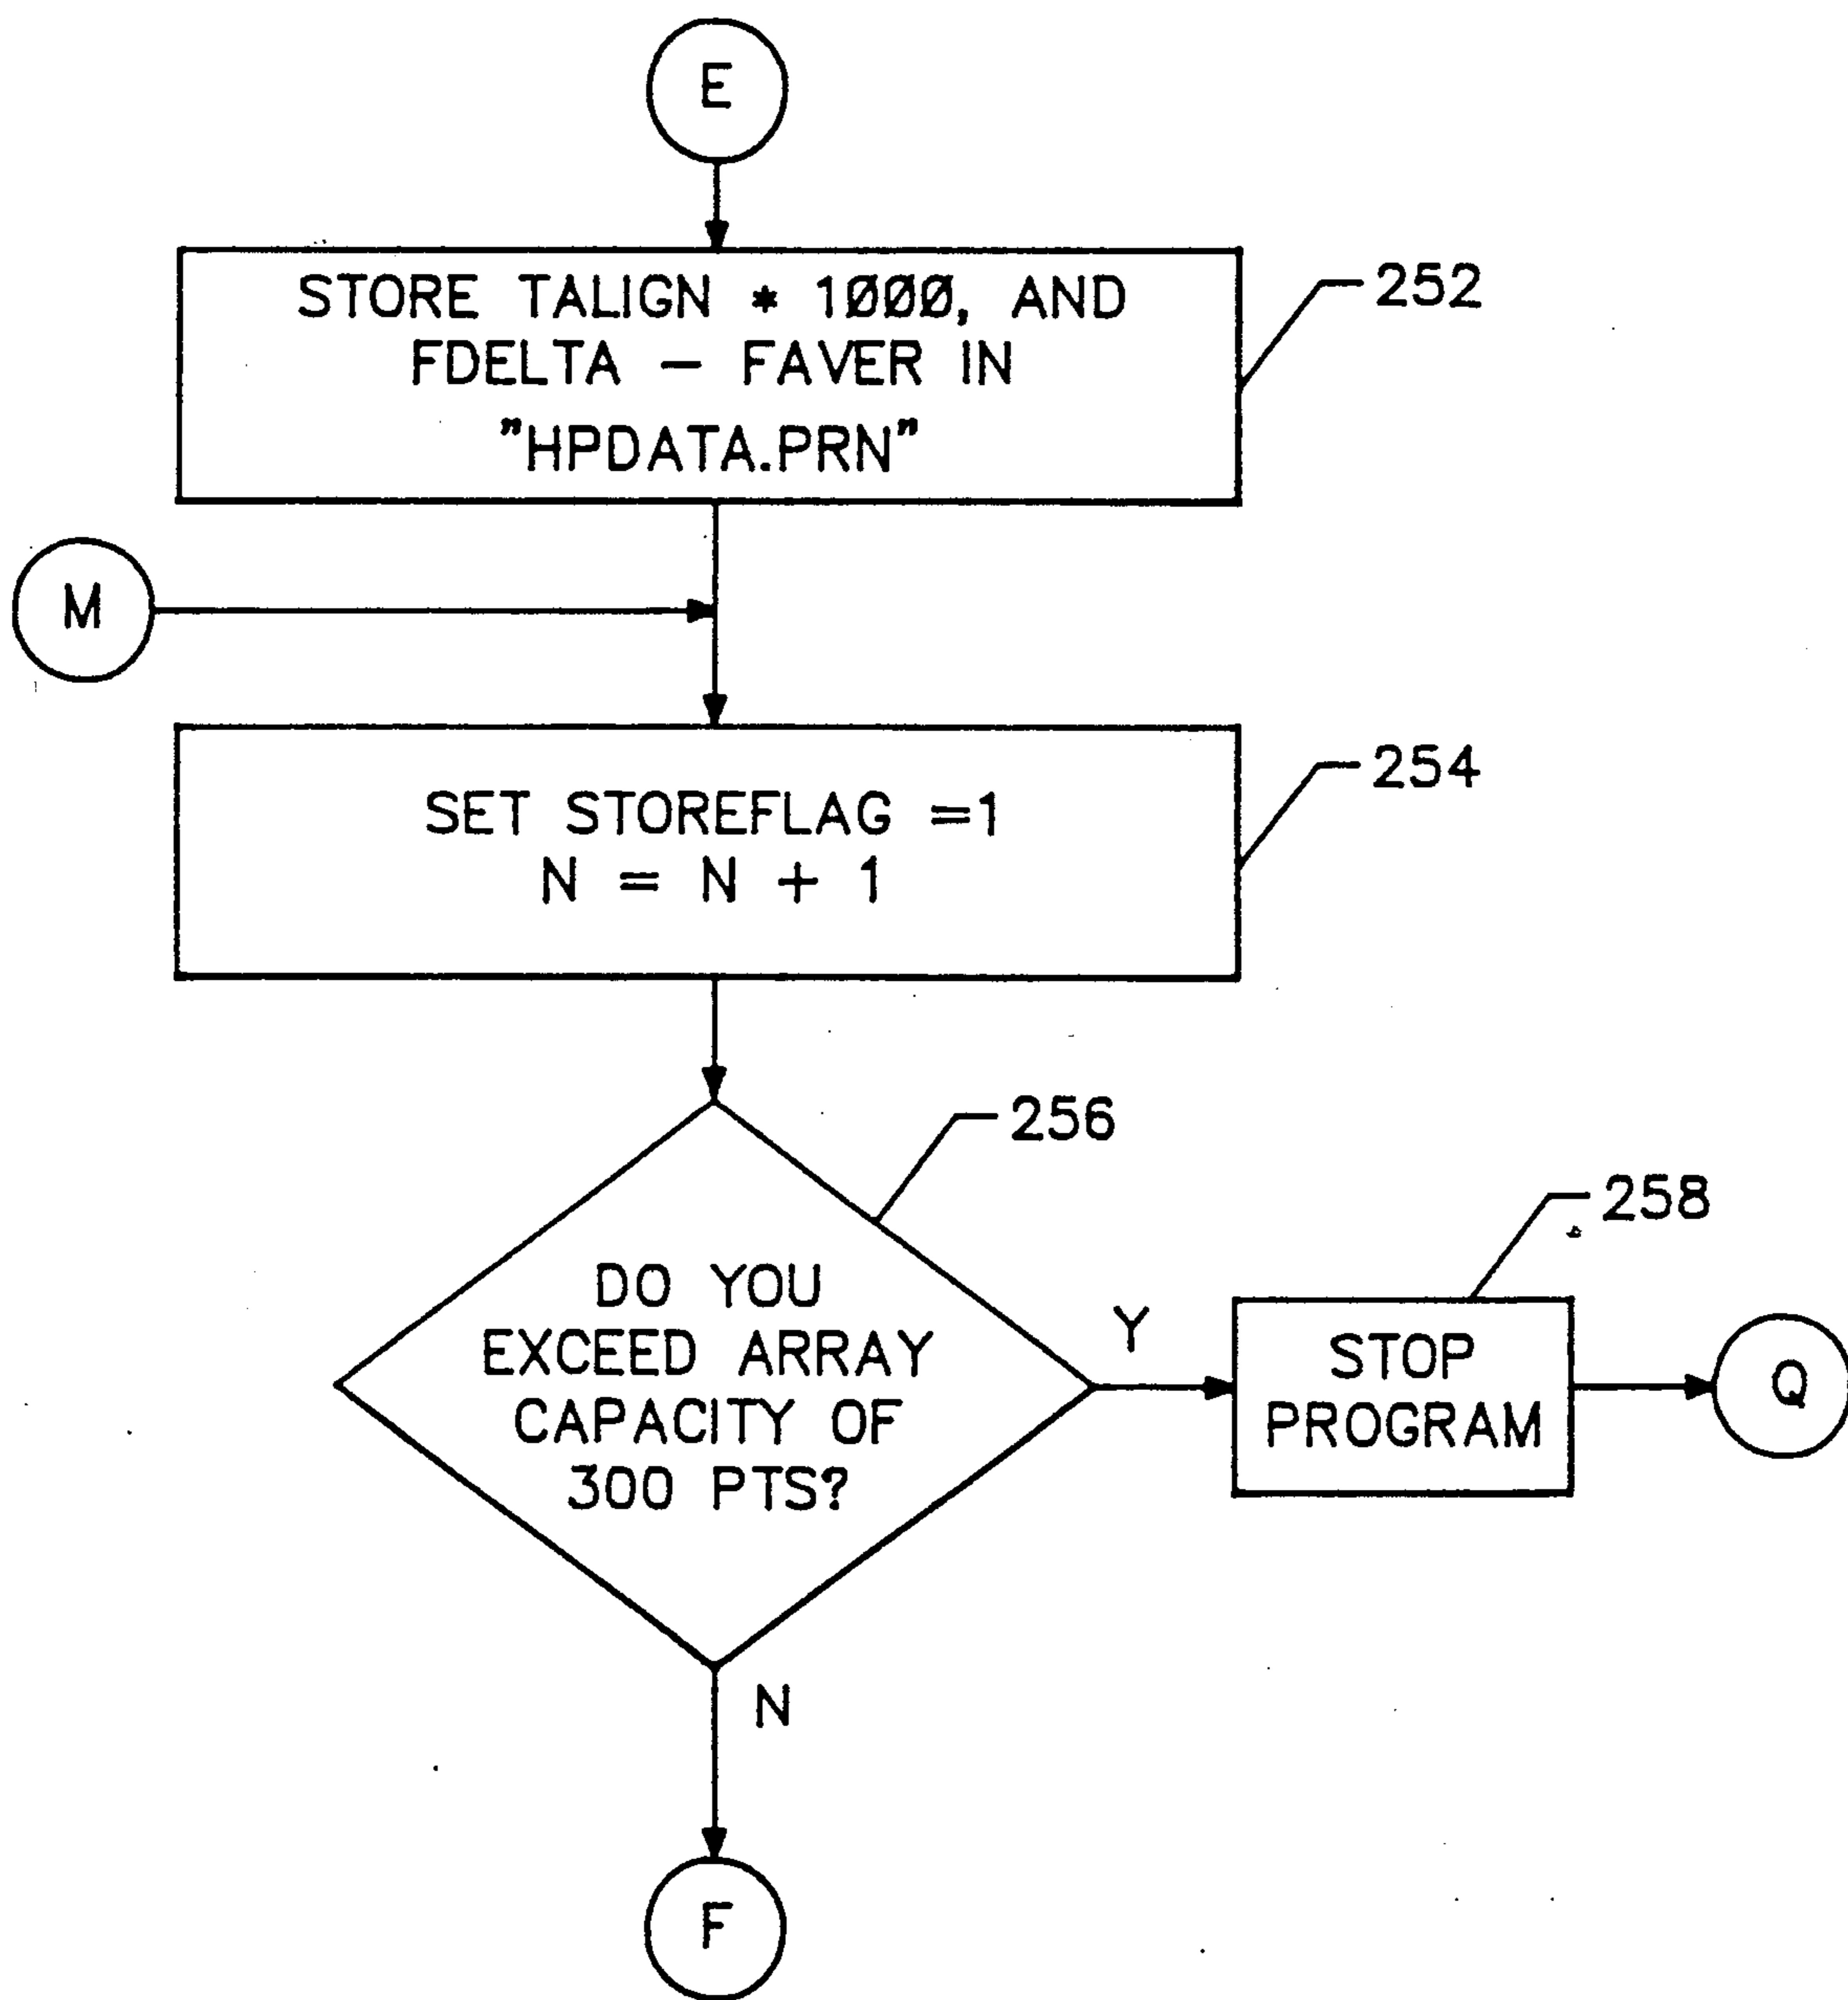 E
STORE TALIGN * 1000, AND
FDELTA - FAVER IN
"HPDATA.PRN"
252
M
SET STOREFLAG =1
N = N + 1
254
256
DO YOU
EXCEED ARRAY
CAPACITY OF
300 PTS?
Y
258
STOP
PROGRAM
Q
N
F